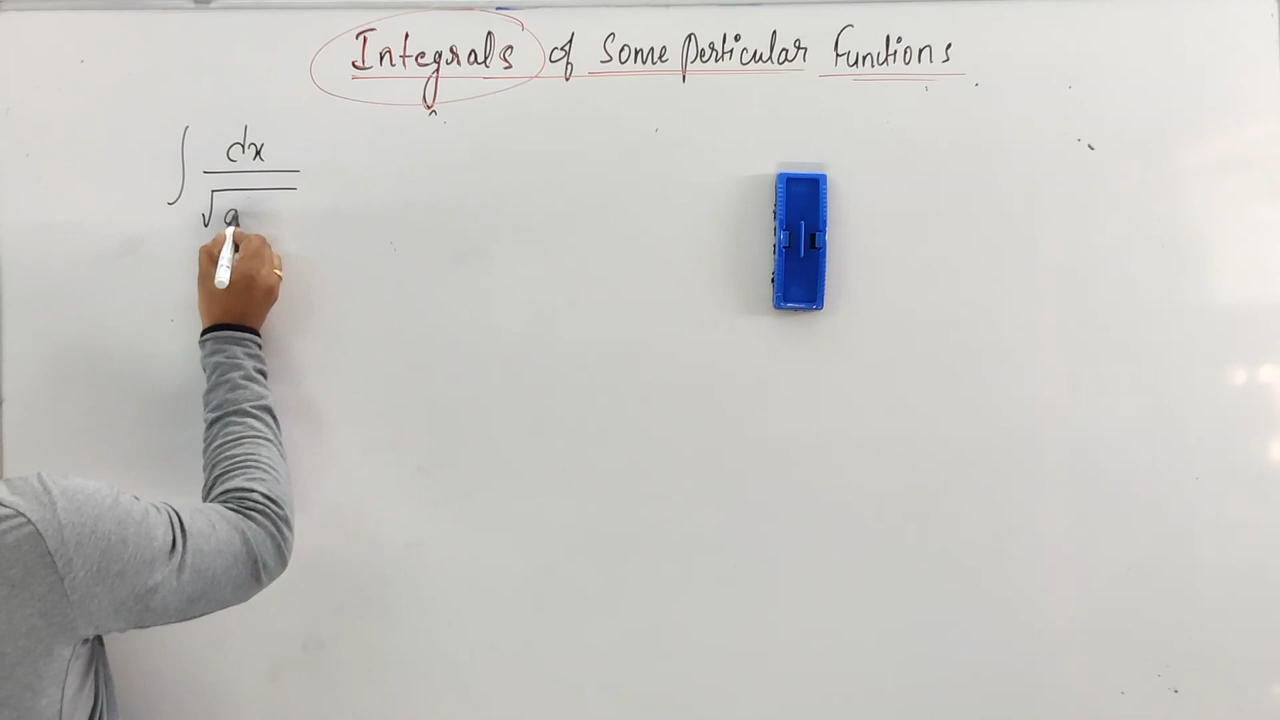 Integrals of Some Perticular Functions
∫ dx
√a